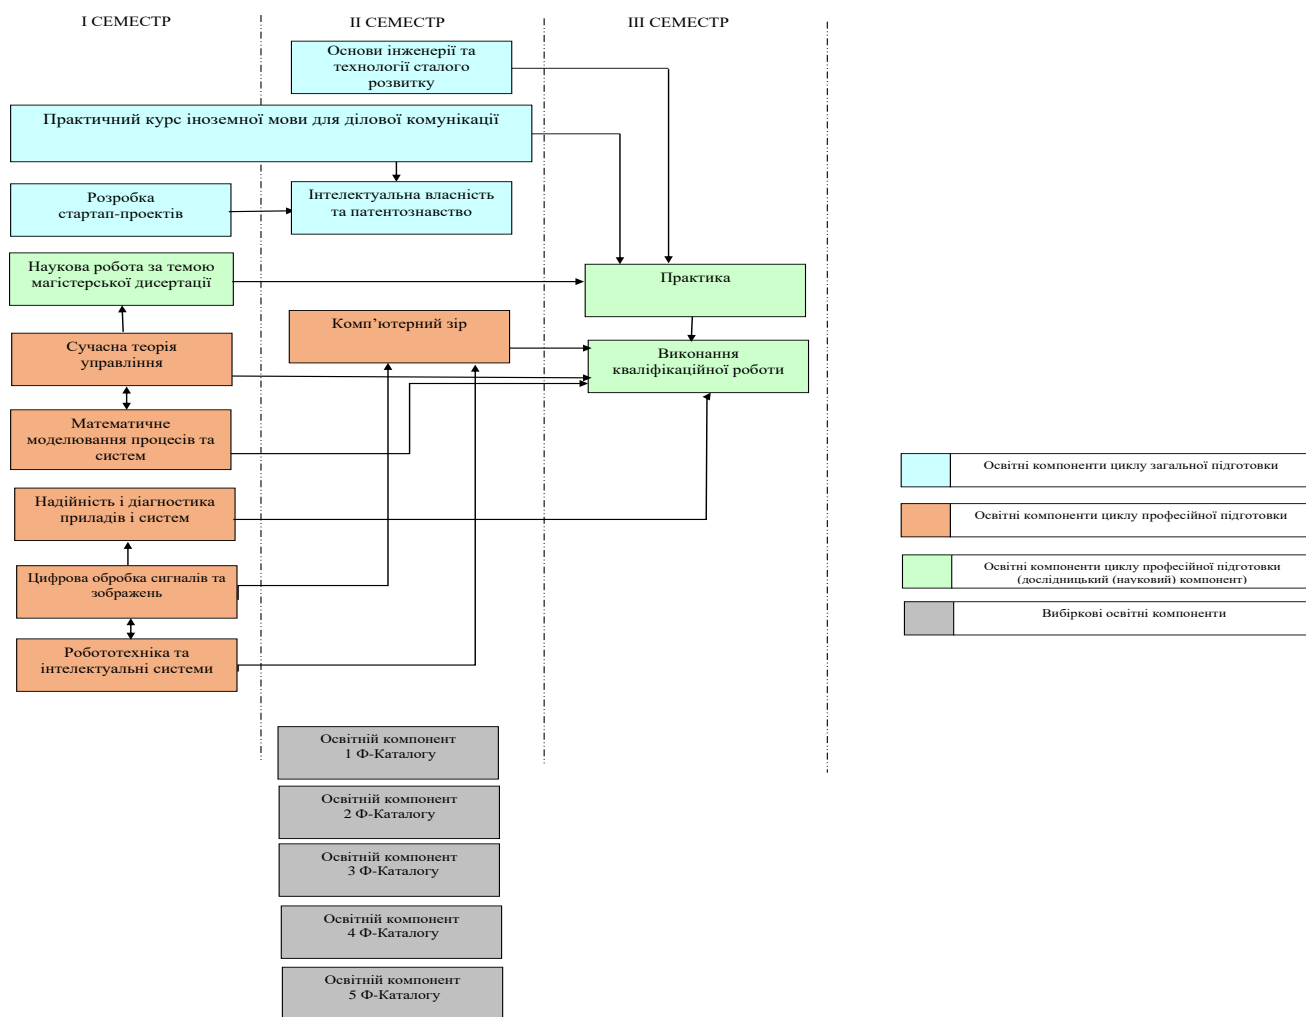 І СЕМЕСТР
ІІ СЕМЕСТР
ІІІ СЕМЕСТР
Основи інженерії та
технології сталого
розвитку
Практичний курс іноземної мови для ділової комунікації
Розробка
стартап-проектів
Інтелектуальна власність
та патентознавство
Наукова робота за темою
магістерської дисертації
Практика
Комп’ютерний зір
Сучасна теорія
управління
Виконання
кваліфікаційної роботи
Математичне
моделювання процесів та
систем
Надійність і діагностика
приладів і систем
Цифрова обробка сигналів та
зображень
Робототехніка та
інтелектуальні системи
Освітній компонент
1 Ф-Каталогу
Освітній компонент
2 Ф-Каталогу
Освітній компонент
3 Ф-Каталогу
Освітній компонент
4 Ф-Каталогу
Освітній компонент
5 Ф-Каталогу
Освітні компоненти циклу загальної підготовки
Освітні компоненти циклу професійної підготовки
Освітні компоненти циклу професійної підготовки
(дослідницький (науковий) компонент)
Вибіркові освітні компоненти